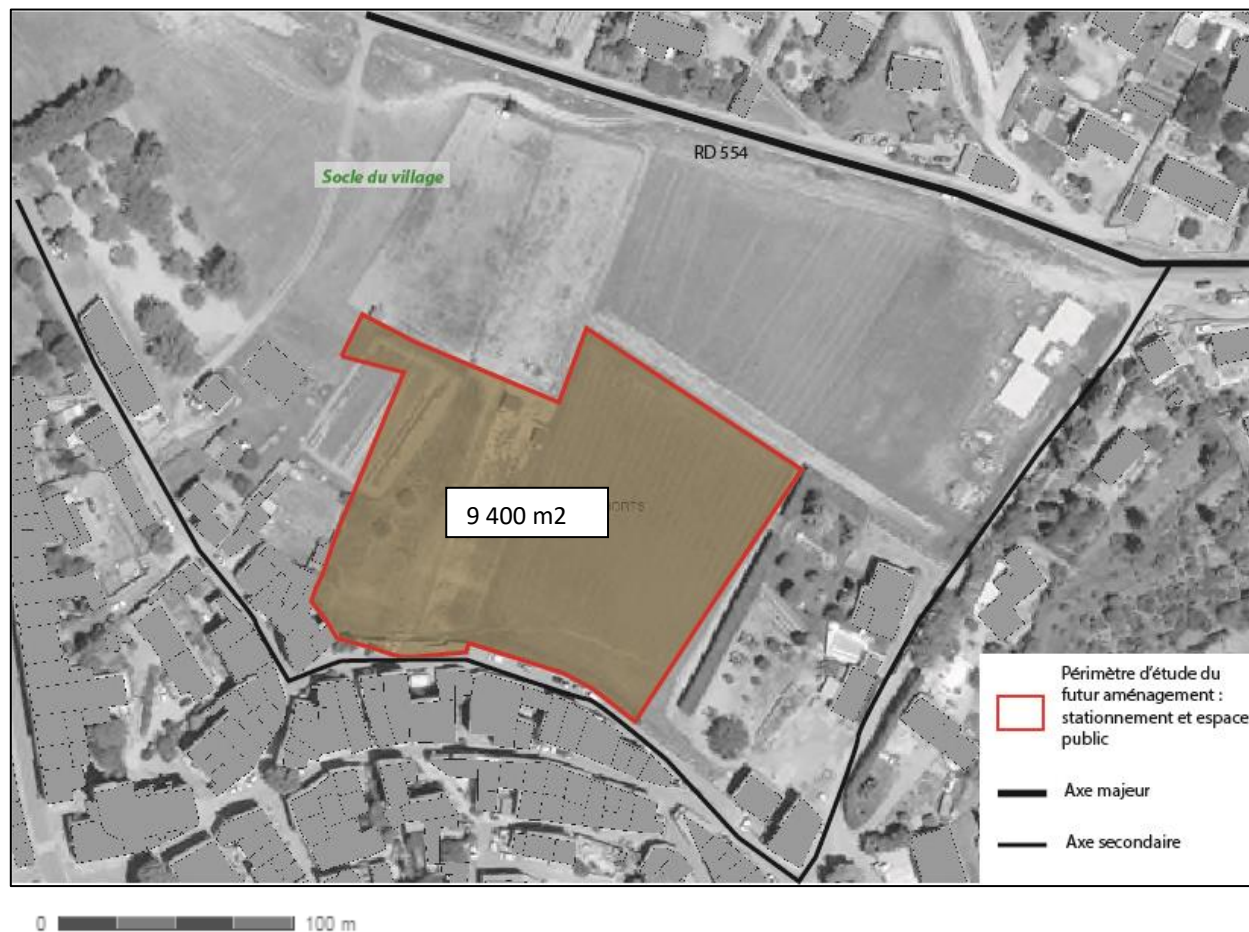 RD 554
Socle du village
9 400 m2
Périmètre d'étude du
futur aménagement :
stationnement et espace
public
Axe majeur
Axe secondaire
0 100 m